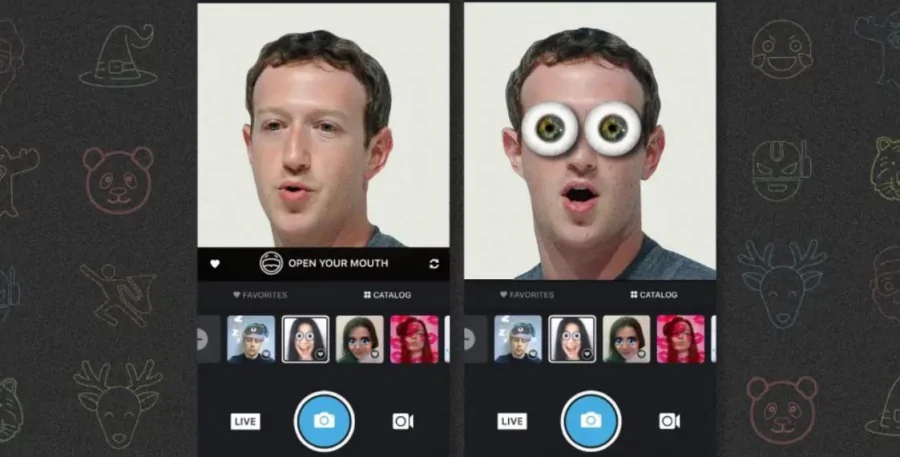 OPEN YOUR MOUTH
FAVORITES
CATALOG
LIVE
FAVORITES
CATALOG
LIVE